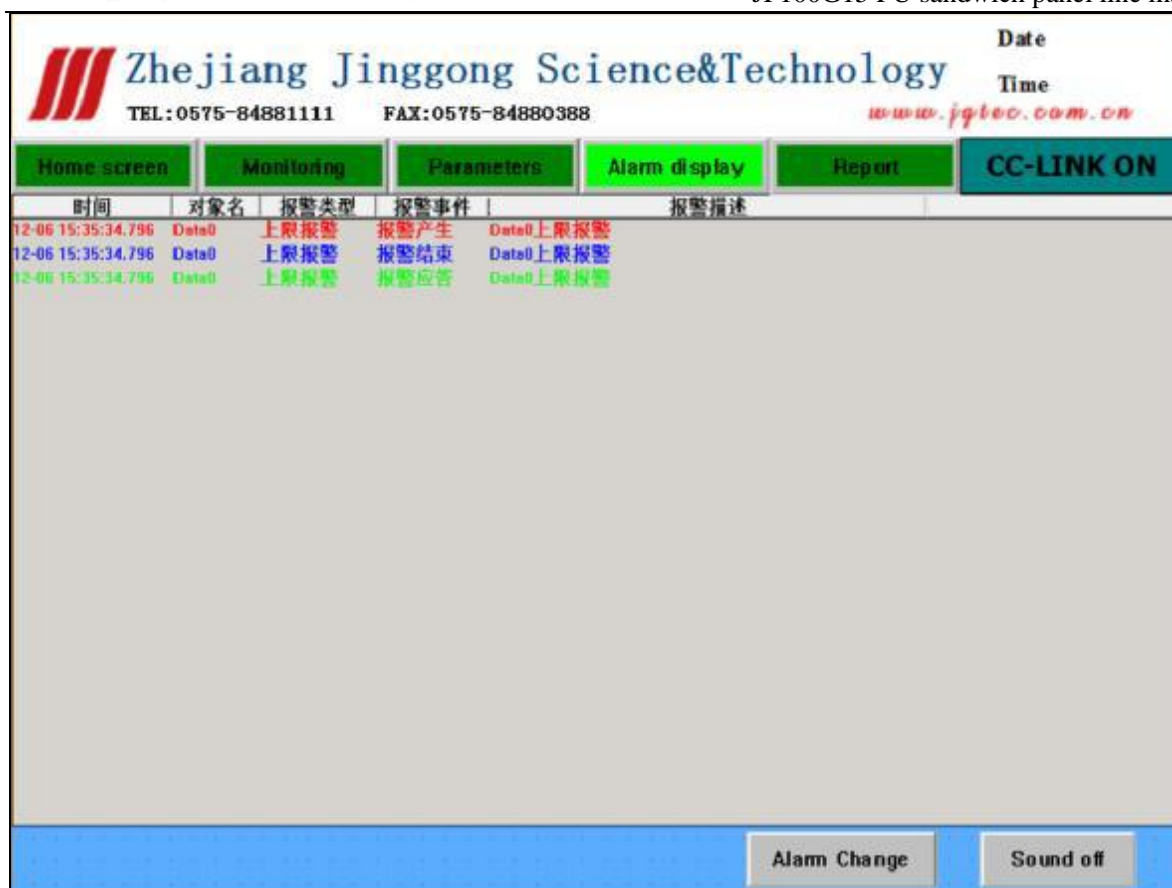 PU sandwich panel line
Date
Zhejiang Jinggong Science&Technology
Time
TEL:0575-84881111 FAX:0575-84880388
www.jgtec.com.cn
Home screen Monitoring Parameters Alarm display Report CC-LINK ON
时间 对象名 报警类型 报警事件 报警描述
12-06 15:35:34.796 Data0 上限报警 报警产生 Data0上限报警
12-06 15:35:34.796 Data0 上限报警 报警结束 Data0上限报警
12-06 15:35:34.796 Data0 上限报警 报警应答 Data0上限报警
Alarm Change Sound off